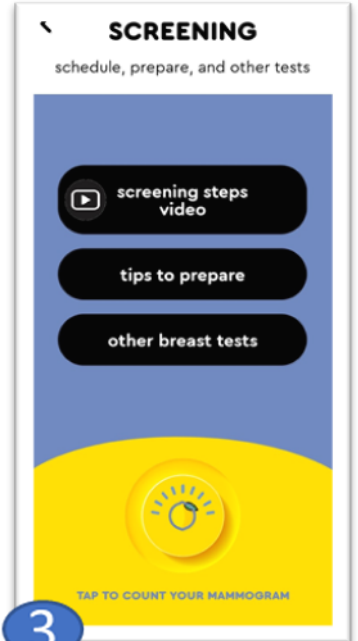 SCREENING
schedule, prepare, and other tests
screening steps
video
tips to prepare
other breast tests
TAP TO COUNT YOUR MAMMOGRAM
3